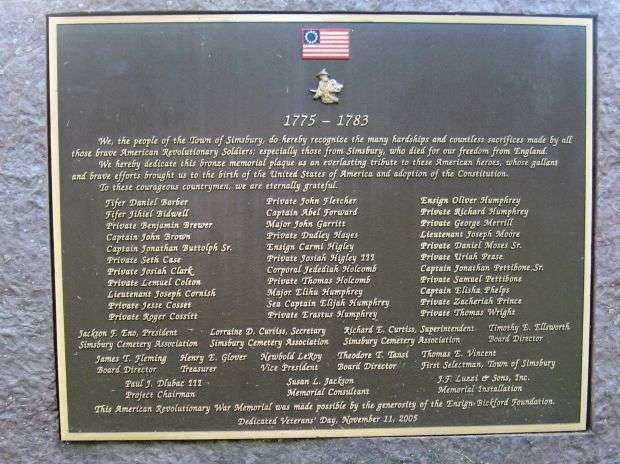 1775 – 1783
We, the people of the Town of Simsbury, do hereby recognize the many hardships and countless sacrifices made by all
those brave American Revolutionary Soldiers; especially those from Simsbury, who died for our freedom from England.
We hereby dedicate this bronze memorial plaque as an everlasting tribute to these American heroes, whose gallant
and brave efforts brought us to the birth of the United States of America and adoption of the Constitution.
To these courageous countrymen, we are eternally grateful.
Fifer Daniel Barber
Fifer Jihiel Bidwell
Private Benjamin Brewer
Captain John Brown
Captain Jonathan Buttolph Sr.
Private Seth Case
Private Josiah Clark
Private Lemuel Colton
Lieutenant Joseph Cornish
Private Jesse Cosset
Private Roger Cossitt
Private John Fletcher
Captain Abel Forward
Major John Garritt
Private Dudley Hayes
Ensign Carmi Higley
Private Josiah Higley III
Corporal Jedediah Holcomb
Private Thomas Holcomb
Major Elihu Humphrey
Sea Captain Elijah Humphrey
Private Erastus Humphrey
Ensign Oliver Humphrey
Private Richard Humphrey
Private George Merrill
Lieutenant Joseph Moore
Private Daniel Moses Sr.
Private Uriah Pease
Captain Jonathan Pettibone, Sr.
Private Samuel Pettibone
Captain Elisha Phelps
Private Zacheriah Prince
Private Thomas Wright
Jackson F. Eno, President
Simsbury Cemetery Association
Lorraine D. Curtiss, Secretary
Simsbury Cemetery Association
Richard E. Curtiss, Superintendent
Simsbury Cemetery Association
Timothy E. Ellsworth
Board Director
James T. Fleming
Board Director
Henry E. Glover
Treasurer
Newbold LeRoy
Vice President
Theodore T. Tansi
Board Director
Thomas E. Vincent
First Selectman, Town of Simsbury
Paul J. Dlubac III
Project Chairman
Susan L. Jackson
Memorial Consultant
J.F. Luzzi & Sons, Inc.
Memorial Installation
This American Revolutionary War Memorial was made possible by the generosity of the Ensign-Bickford Foundation.
Dedicated Veterans' Day, November 11, 2005